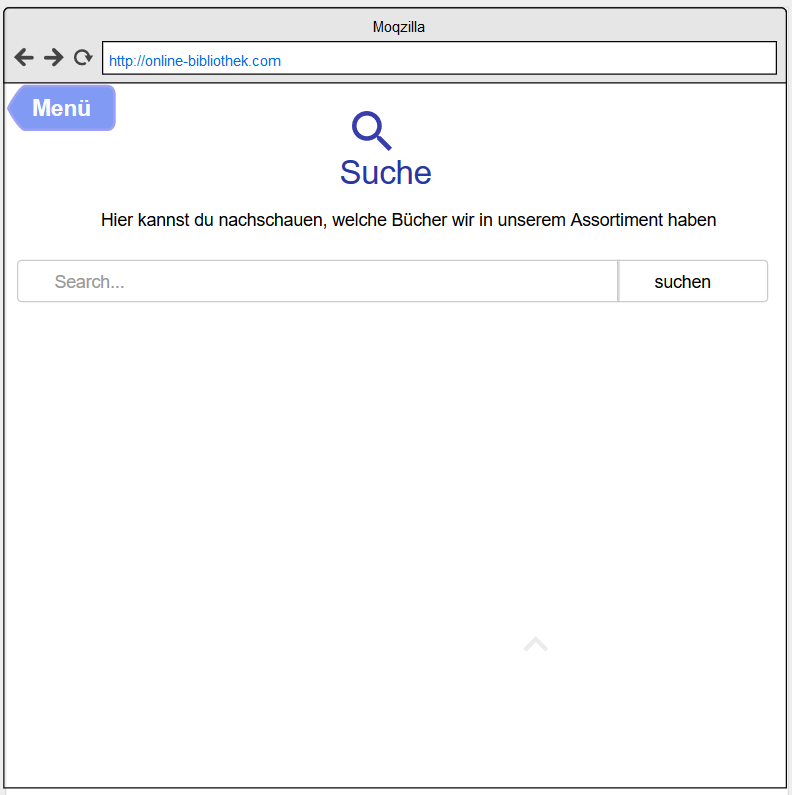 Moqzilla
http://online-bibliothek.com
Menü
Suche
Hier kannst du nachschauen, welche Bücher wir in unserem Assortiment haben
Search... suchen